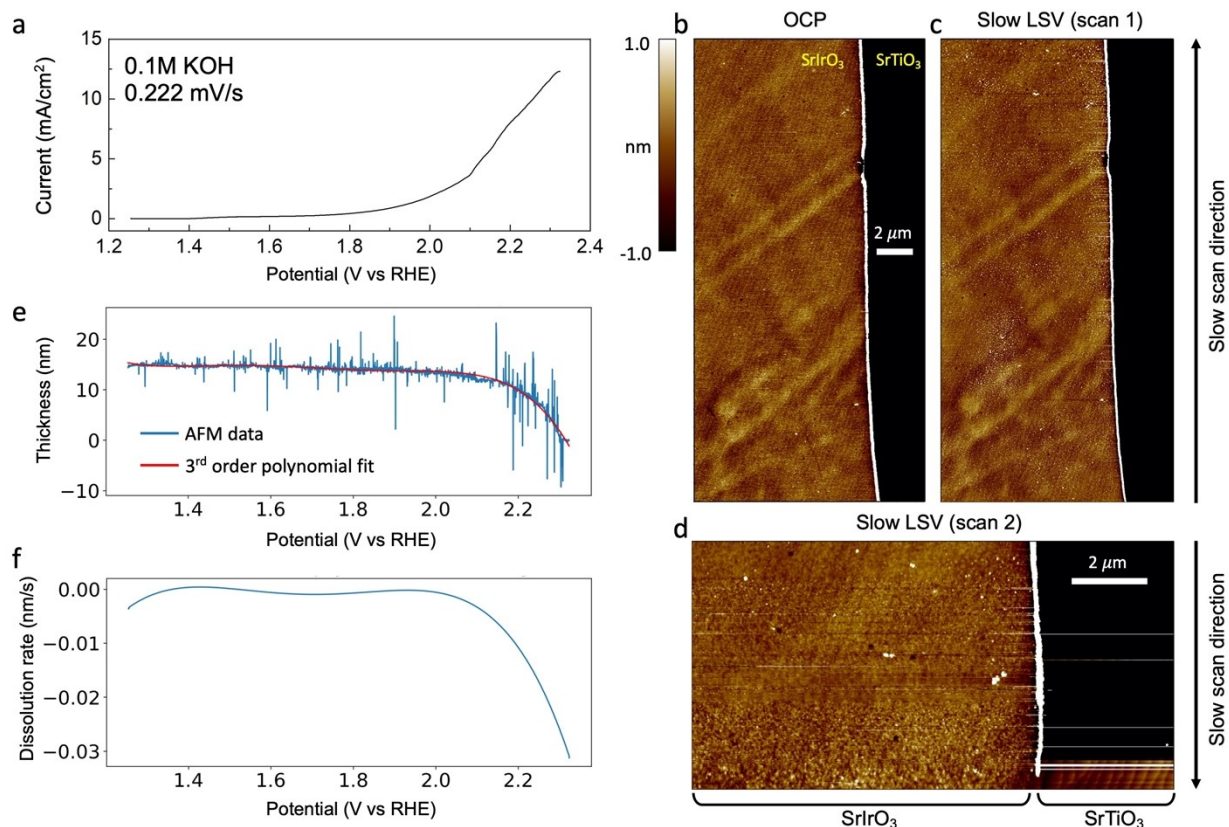 a
0.1M KOH
0.222 mV/s
Current (mA/cm²)
15
10
5
0
1.2 1.4 1.6 1.8 2.0 2.2 2.4
Potential (V vs RHE)
b
OCP
1.0
nm
-1.0
SrIrO₃ SrTiO₃
2 μm
c
Slow LSV (scan 1)
Slow scan direction
e
Thickness (nm)
20
10
0
−10
AFM data
3rd order polynomial fit
1.4 1.6 1.8 2.0 2.2
Potential (V vs RHE)
f
Dissolution rate (nm/s)
0.00
−0.01
−0.02
−0.03
1.4 1.6 1.8 2.0 2.2
Potential (V vs RHE)
d
Slow LSV (scan 2)
2 μm
Slow scan direction
SrIrO₃ SrTiO₃